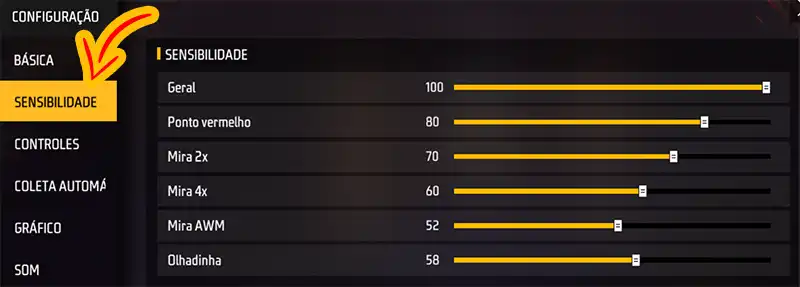 CONFIGURAÇÃO
BÁSICA
SENSIBILIDADE
CONTROLES
COLETA AUTOMÁ
GRÁFICO
SOM
SENSIBILIDADE
Geral 100
Ponto vermelho 80
Mira 2x 70
Mira 4x 60
Mira AWM 52
Olhadinha 58